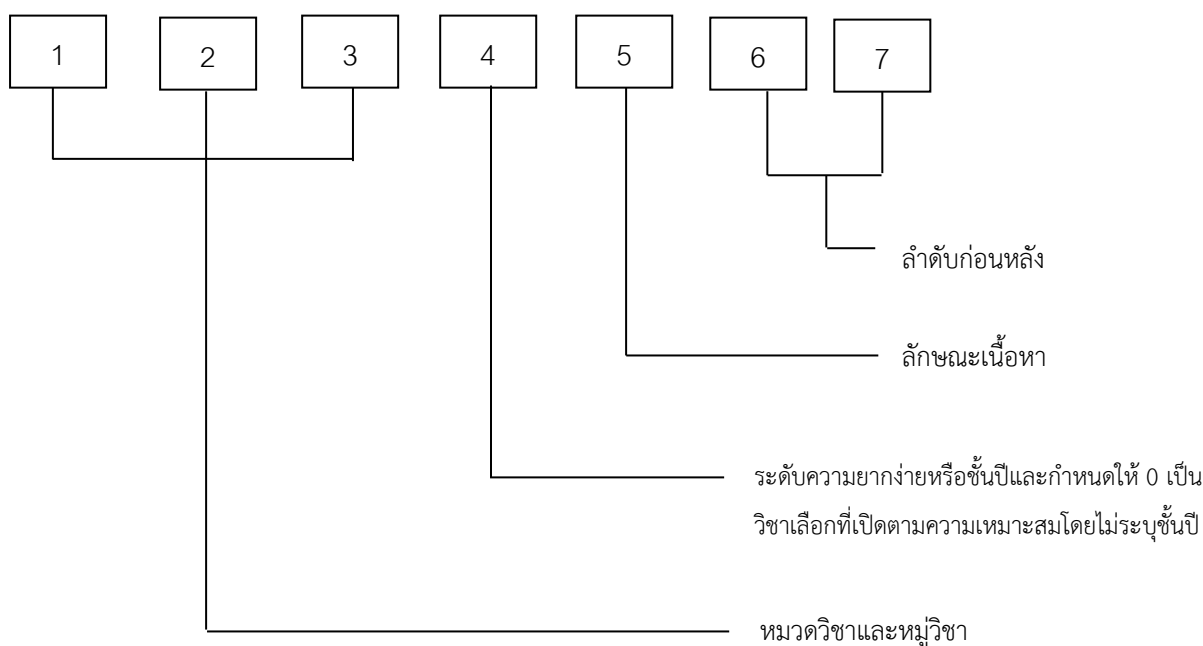 1 2 3 4 5 6 7
ลำดับก่อนหลัง
ลักษณะเนื้อหา
ระดับความยากง่ายหรือชั้นปีและกำหนดให้ 0 เป็น
วิชาเลือกที่เปิดตามความเหมาะสมโดยไม่ระบุชั้นปี
หมวดวิชาและหมู่วิชา